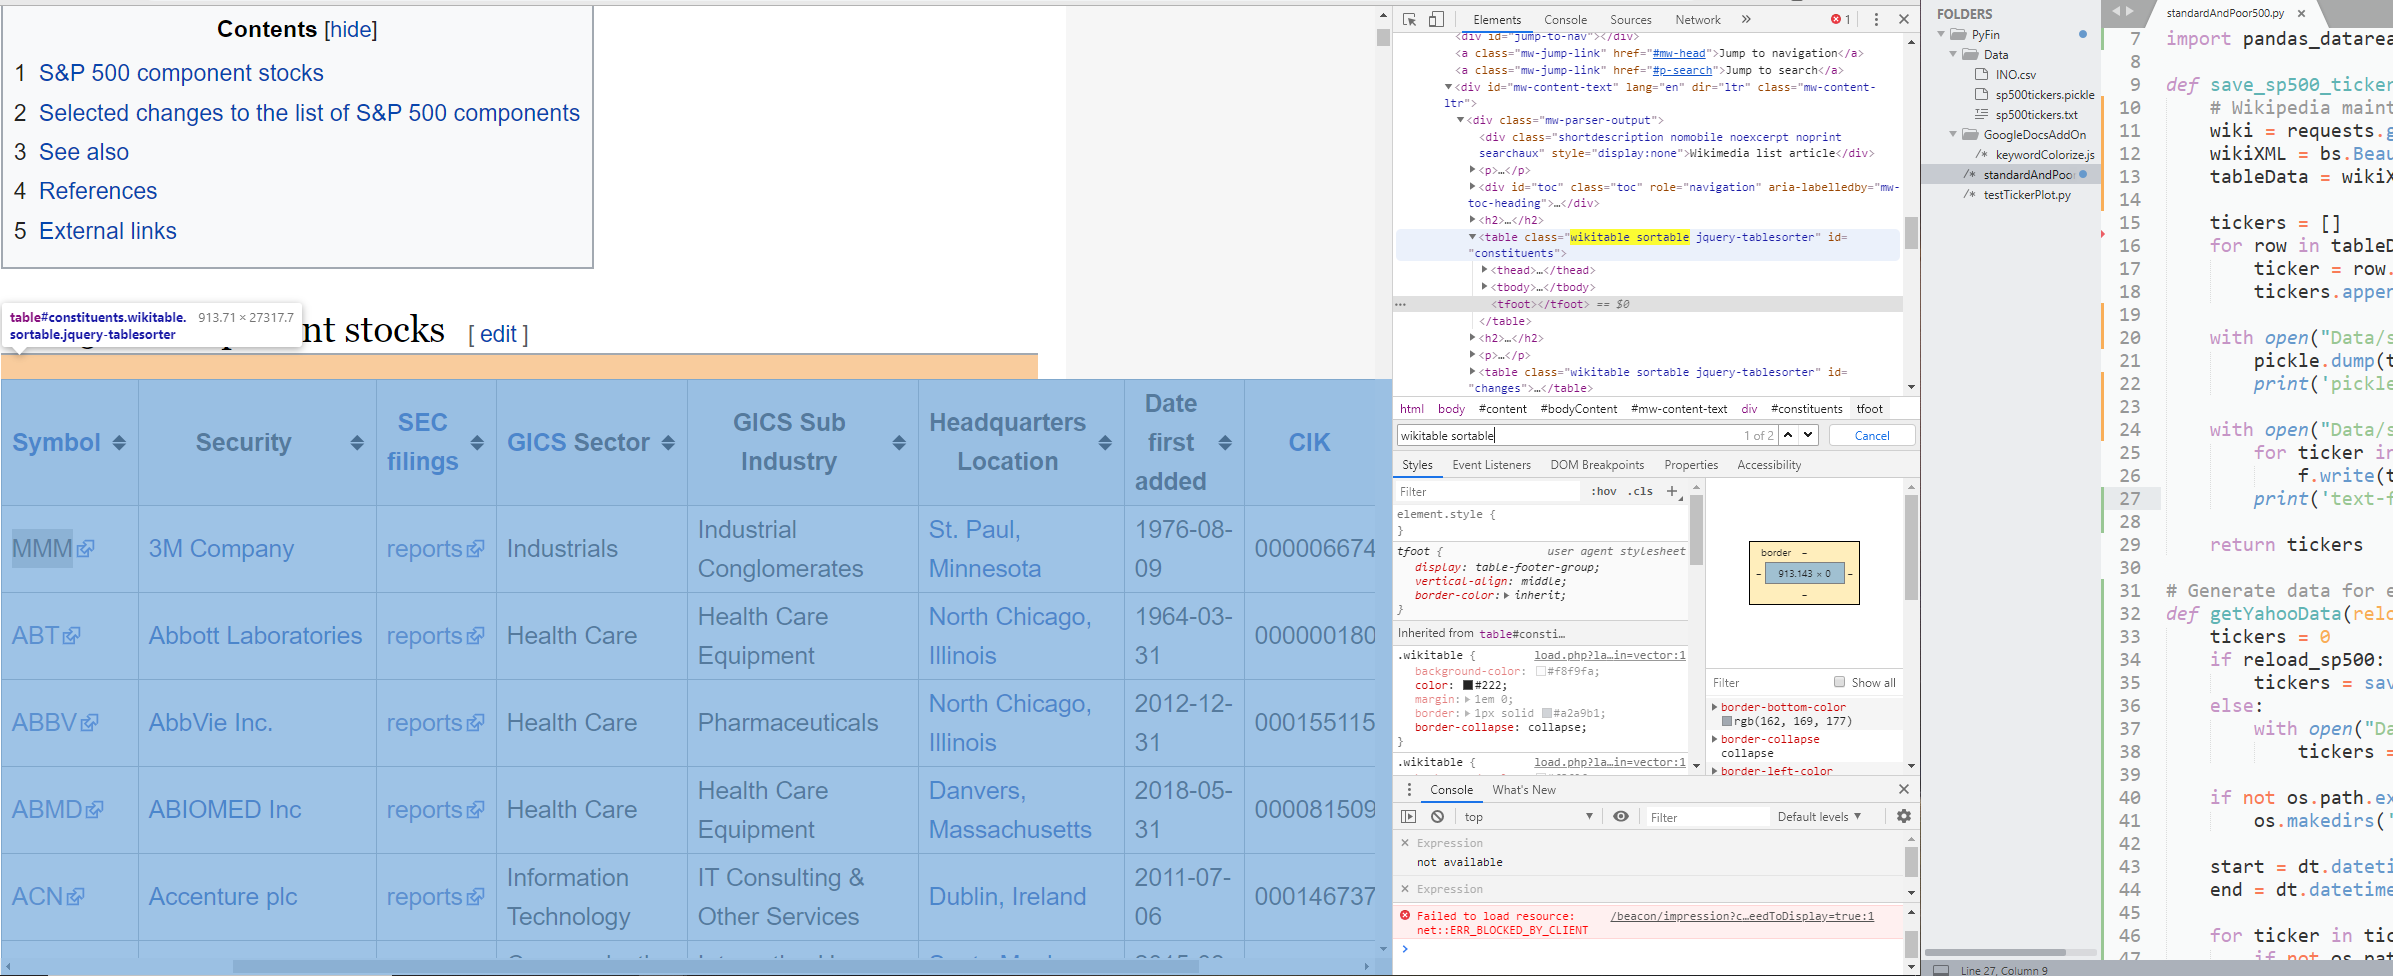 Contents [hide]
1 S&P 500 component stocks
2 Selected changes to the list of S&P 500 components
3 See also
4 References
5 External links
table#constituents.wikitable. 913.71 × 27317.7
sortable.jquery-tablesorter
nt stocks [ edit ]
Symbol
Security
SEC filings
GICS Sector
GICS Sub Industry
Headquarters Location
Date first added
CIK
MMM 3M Company reports Industrials Industrial Conglomerates St. Paul, Minnesota 1976-08-09 000006674
ABT Abbott Laboratories reports Health Care Health Care Equipment North Chicago, Illinois 1964-03-31 000000180
ABBV AbbVie Inc. reports Health Care Pharmaceuticals North Chicago, Illinois 2012-12-31 000155115
ABMD ABIOMED Inc reports Health Care Health Care Equipment Danvers, Massachusetts 2018-05-31 000081509
ACN Accenture plc reports Information Technology IT Consulting & Other Services Dublin, Ireland 2011-07-06 000146737
Elements Console Sources Network » 1
<div id="jump-to-nav"></div>
<a class="mw-jump-link" href="#mw-head">Jump to navigation</a>
<a class="mw-jump-link" href="#p-search">Jump to search</a>
<div id="mw-content-text" lang="en" dir="ltr" class="mw-content-
ltr">
<div class="mw-parser-output">
<div class="shortdescription nomobile noexcerpt noprint
searchaux" style="display:none">Wikimedia list article</div>
<p>…</p>
<div id="toc" class="toc" role="navigation" aria-labelledby="mw-
toc-heading">…</div>
<h2>…</h2>
<table class="wikitable sortable jquery-tablesorter" id=
"constituents">
<thead>…</thead>
<tbody>…</tbody>
<tfoot></tfoot> == $0
</table>
<h2>…</h2>
<p>…</p>
<table class="wikitable sortable jquery-tablesorter" id=
"changes">…</table>
html body #content #bodyContent #mw-content-text div #constituents tfoot
wikitable sortable 1 of 2 Cancel
Styles Event Listeners DOM Breakpoints Properties Accessibility
Filter :hov .cls +
element.style {
}
tfoot { user agent stylesheet
display: table-footer-group;
vertical-align: middle;
border-color: inherit;
}
Inherited from table#consti…
.wikitable { load.php?la…in=vector:1
background-color: #f8f9fa;
color: #222;
margin: 1em 0;
border: 1px solid #a2a9b1;
border-collapse: collapse;
}
.wikitable { load.php?la…in=vector:1
border –
– 913.143 × 0 –
–
Filter Show all
border-bottom-color
rgb(162, 169, 177)
border-collapse
collapse
border-left-color
Console What's New
top Filter Default levels
Expression
not available
Expression
Failed to load resource: /beacon/impression?c…eedToDisplay=true:1
net::ERR_BLOCKED_BY_CLIENT
FOLDERS
PyFin
Data
INO.csv
sp500tickers.pickle
sp500tickers.txt
GoogleDocsAddOn
/* keywordColorize.js
/* standardAndPoo
/* testTickerPlot.py
standardAndPoor500.py
7 import pandas_datarea
8
9 def save_sp500_ticker
10 # Wikipedia maint
11 wiki = requests.g
12 wikiXML = bs.Beau
13 tableData = wikiX
14
15 tickers = []
16 for row in tableD
17 ticker = row.
18 tickers.apper
19
20 with open("Data/s
21 pickle.dump(t
22 print('pickle
23
24 with open("Data/s
25 for ticker in
26 f.write(t
27 print('text-f
28
29 return tickers
30
31 # Generate data for e
32 def getYahooData(relo
33 tickers = 0
34 if reload_sp500:
35 tickers = sav
36 else:
37 with open("Da
38 tickers =
39
40 if not os.path.ex
41 os.makedirs('
42
43 start = dt.dateti
44 end = dt.datetime
45
46 for ticker in tic
47 if not os.pat
Line 27, Column 9